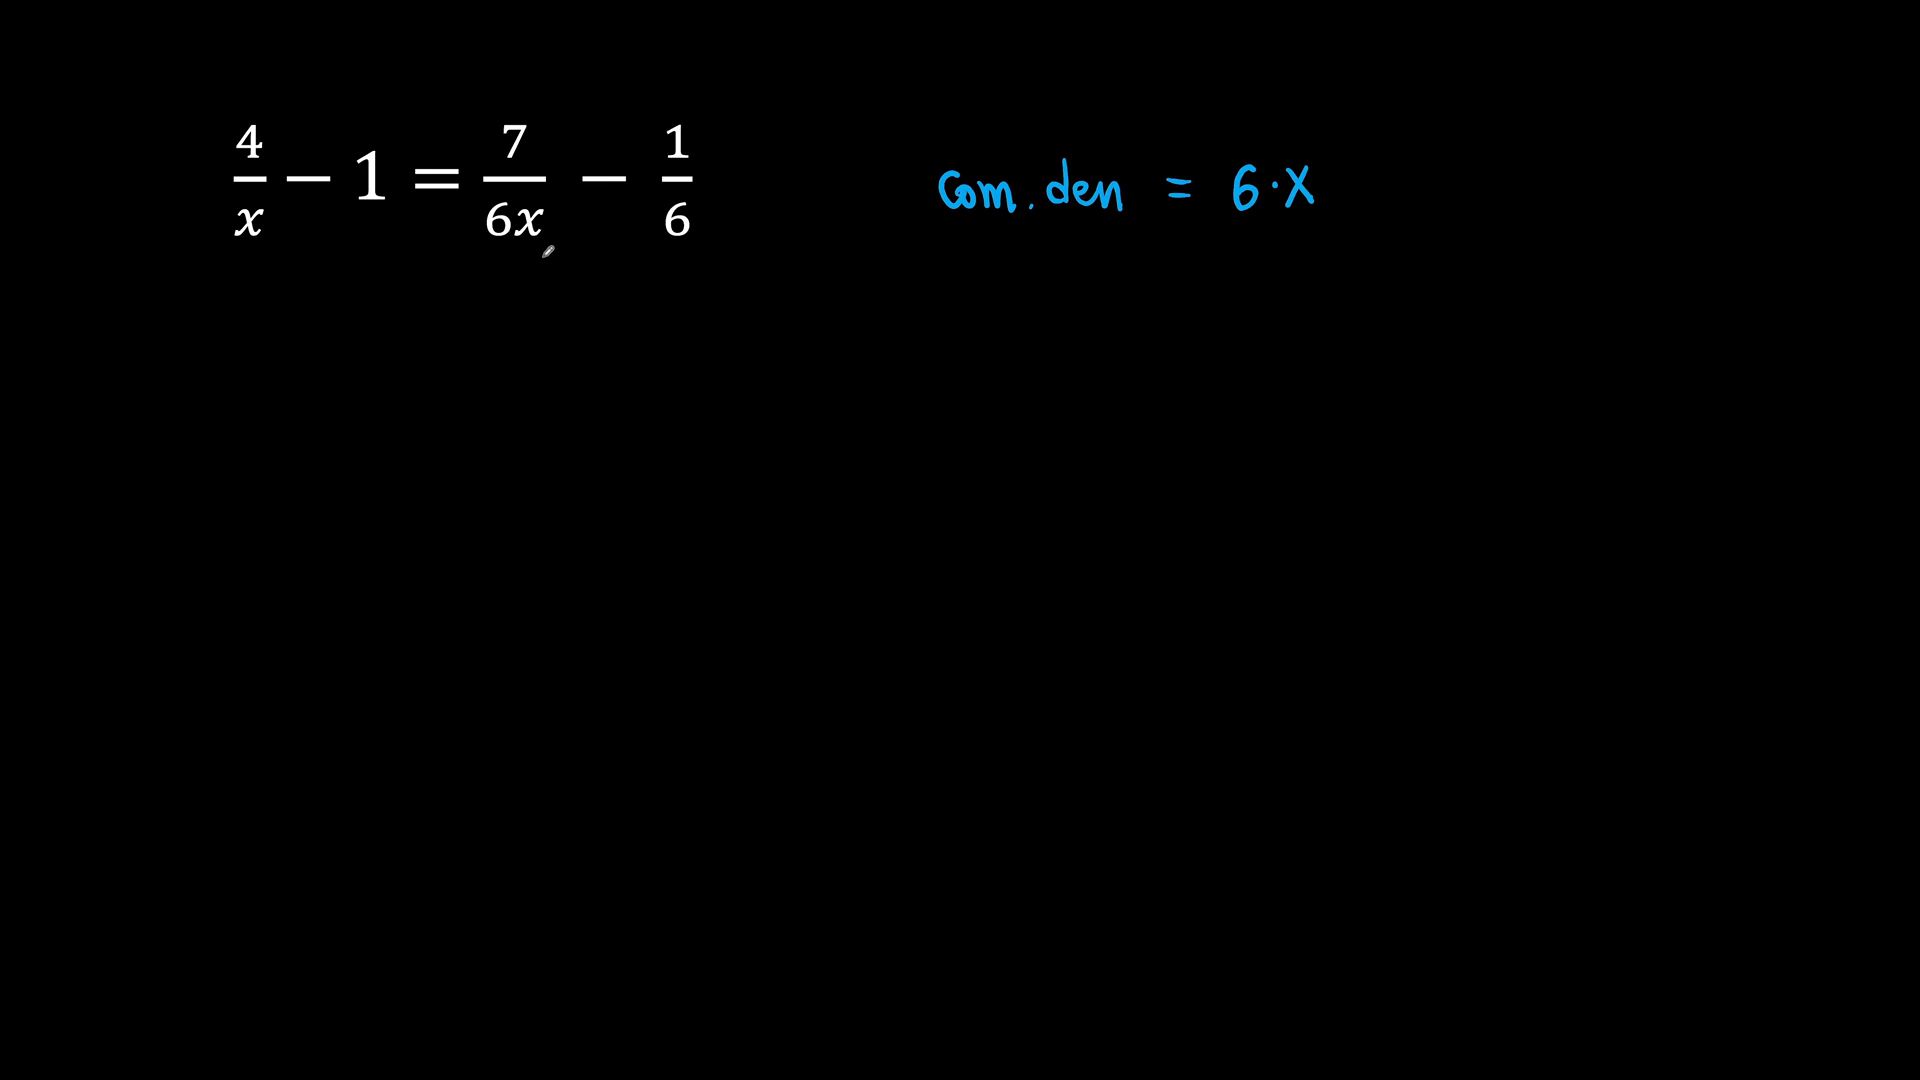 4/x − 1 = 7/6x − 1/6
Com. den = 6 · x